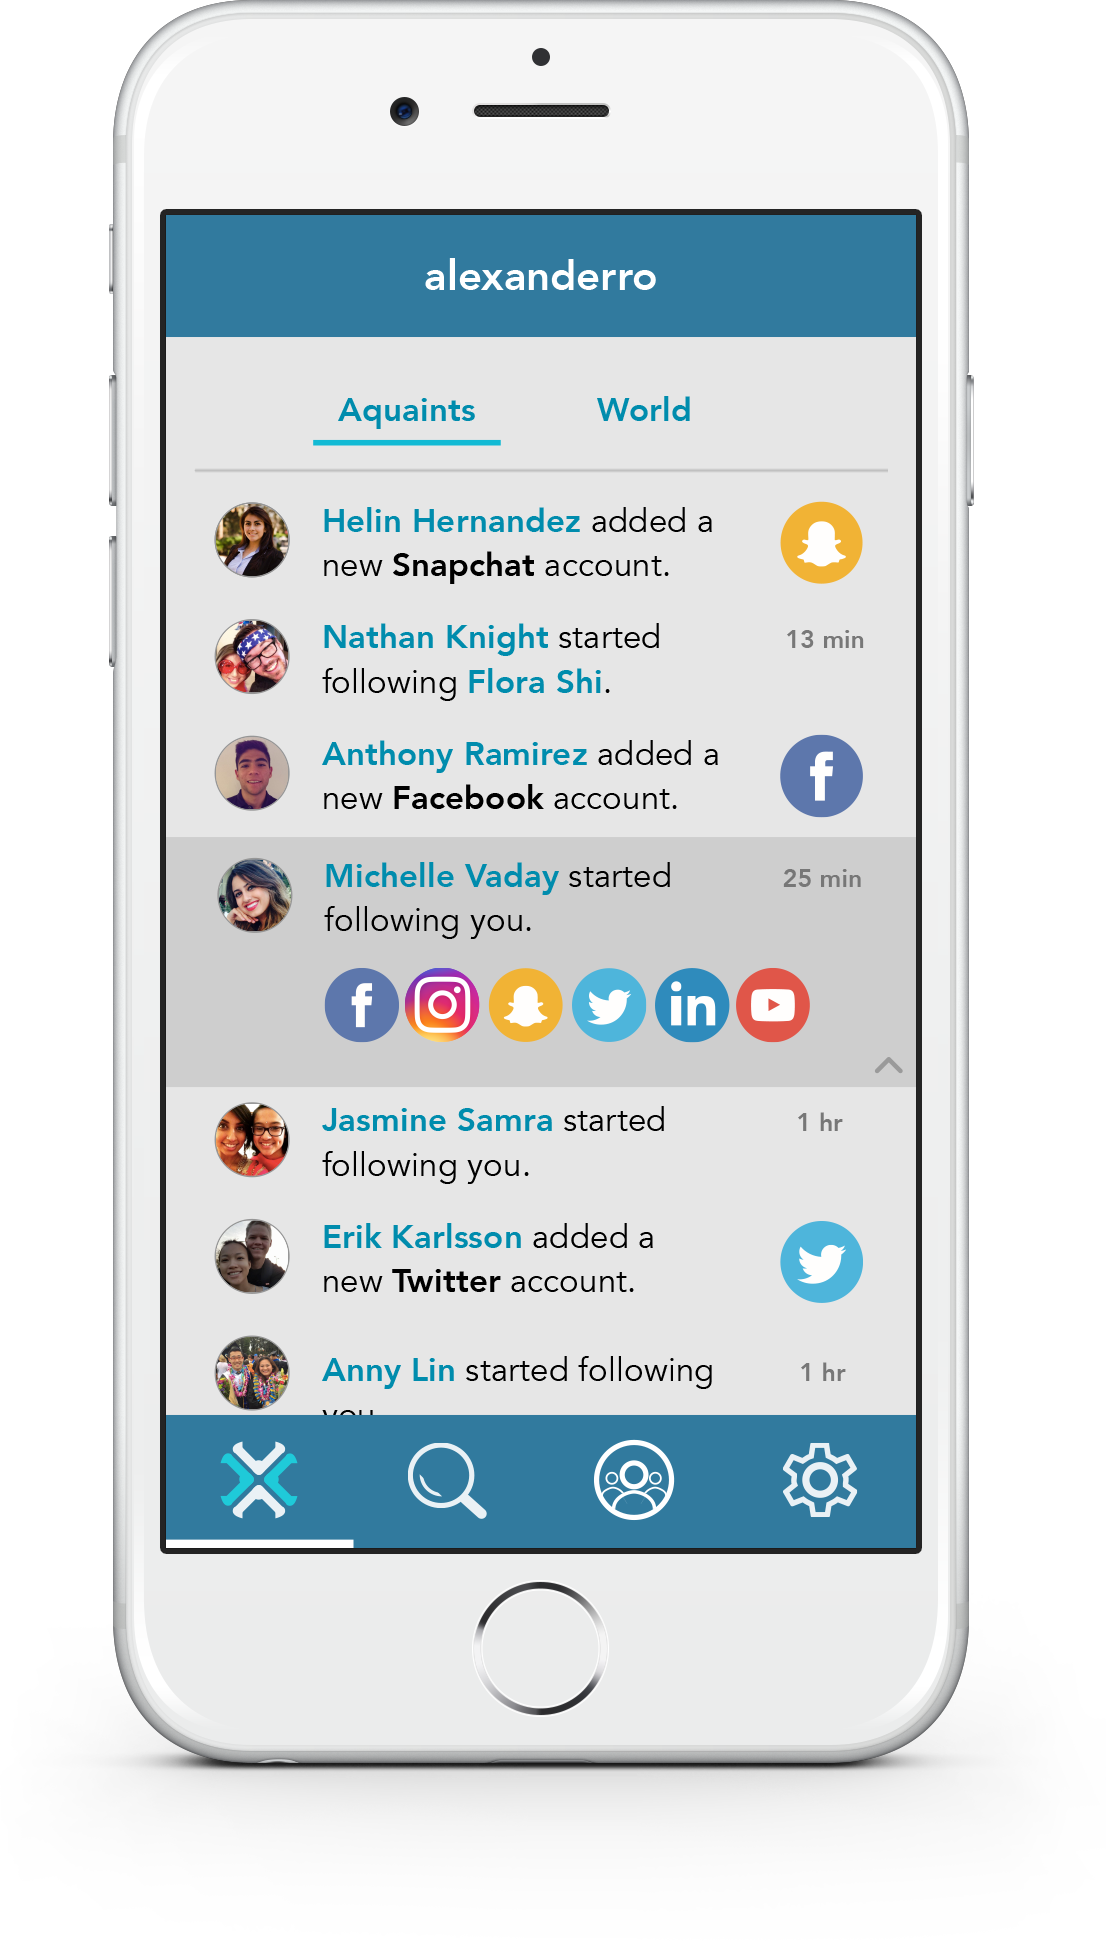 alexanderro
Aquaints World
Helin Hernandez added a
new Snapchat account.
Nathan Knight started 13 min
following Flora Shi.
Anthony Ramirez added a
new Facebook account.
Michelle Vaday started 25 min
following you.
in
Jasmine Samra started 1 hr
following you.
Erik Karlsson added a
new Twitter account.
Anny Lin started following 1 hr
you